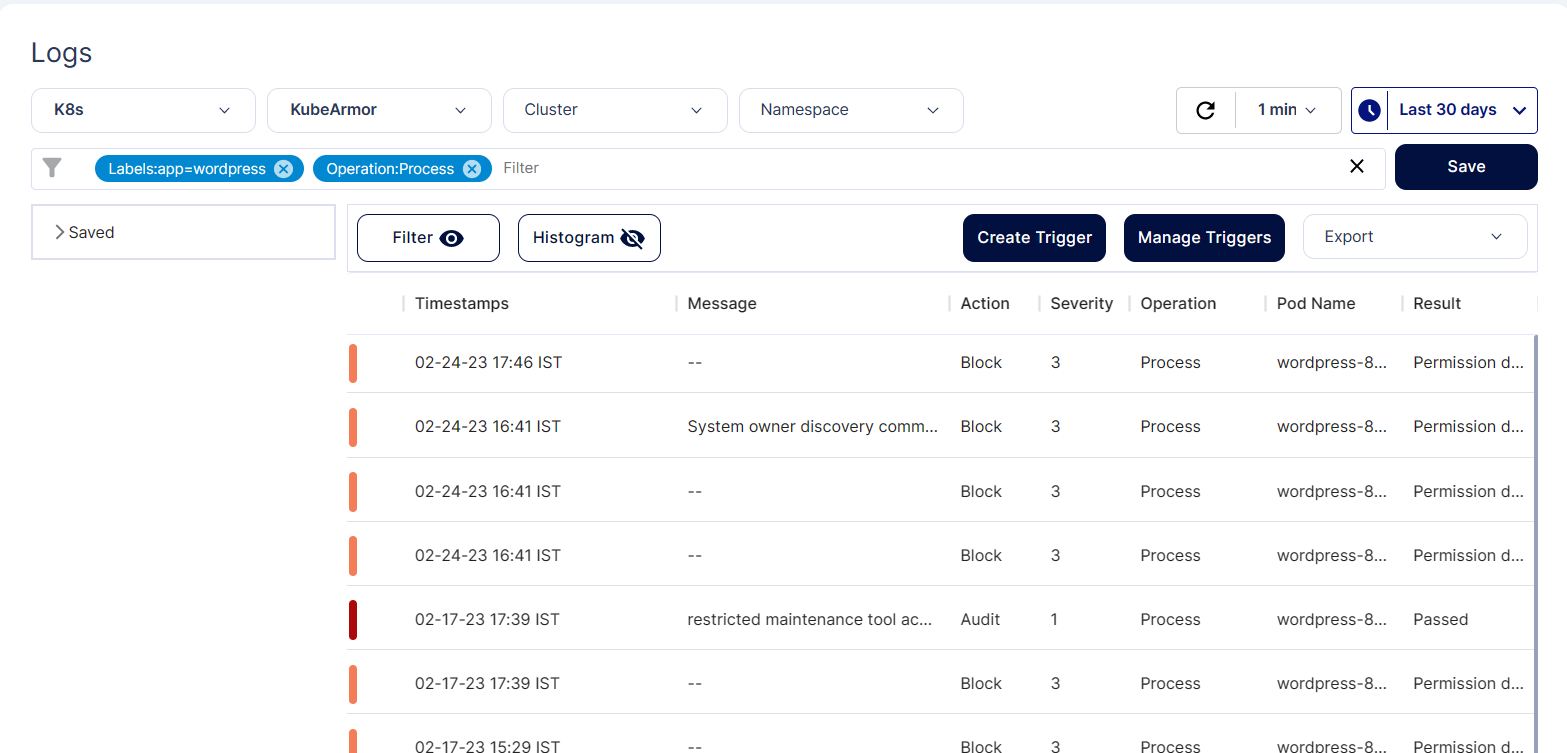 Logs
K8s KubeArmor Cluster Namespace 1 min Last 30 days
Labels:app=wordpress Operation:Process Filter Save
Saved Filter Histogram Create Trigger Manage Triggers Export
Timestamps Message Action Severity Operation Pod Name Result
02-24-23 17:46 IST -- Block 3 Process wordpress-8... Permission d...
02-24-23 16:41 IST System owner discovery comm... Block 3 Process wordpress-8... Permission d...
02-24-23 16:41 IST -- Block 3 Process wordpress-8... Permission d...
02-24-23 16:41 IST -- Block 3 Process wordpress-8... Permission d...
02-17-23 17:39 IST restricted maintenance tool ac... Audit 1 Process wordpress-8... Passed
02-17-23 17:39 IST -- Block 3 Process wordpress-8... Permission d...
02-17-23 15:29 IST -- Block 3 Process wordpress-8... Permission d...